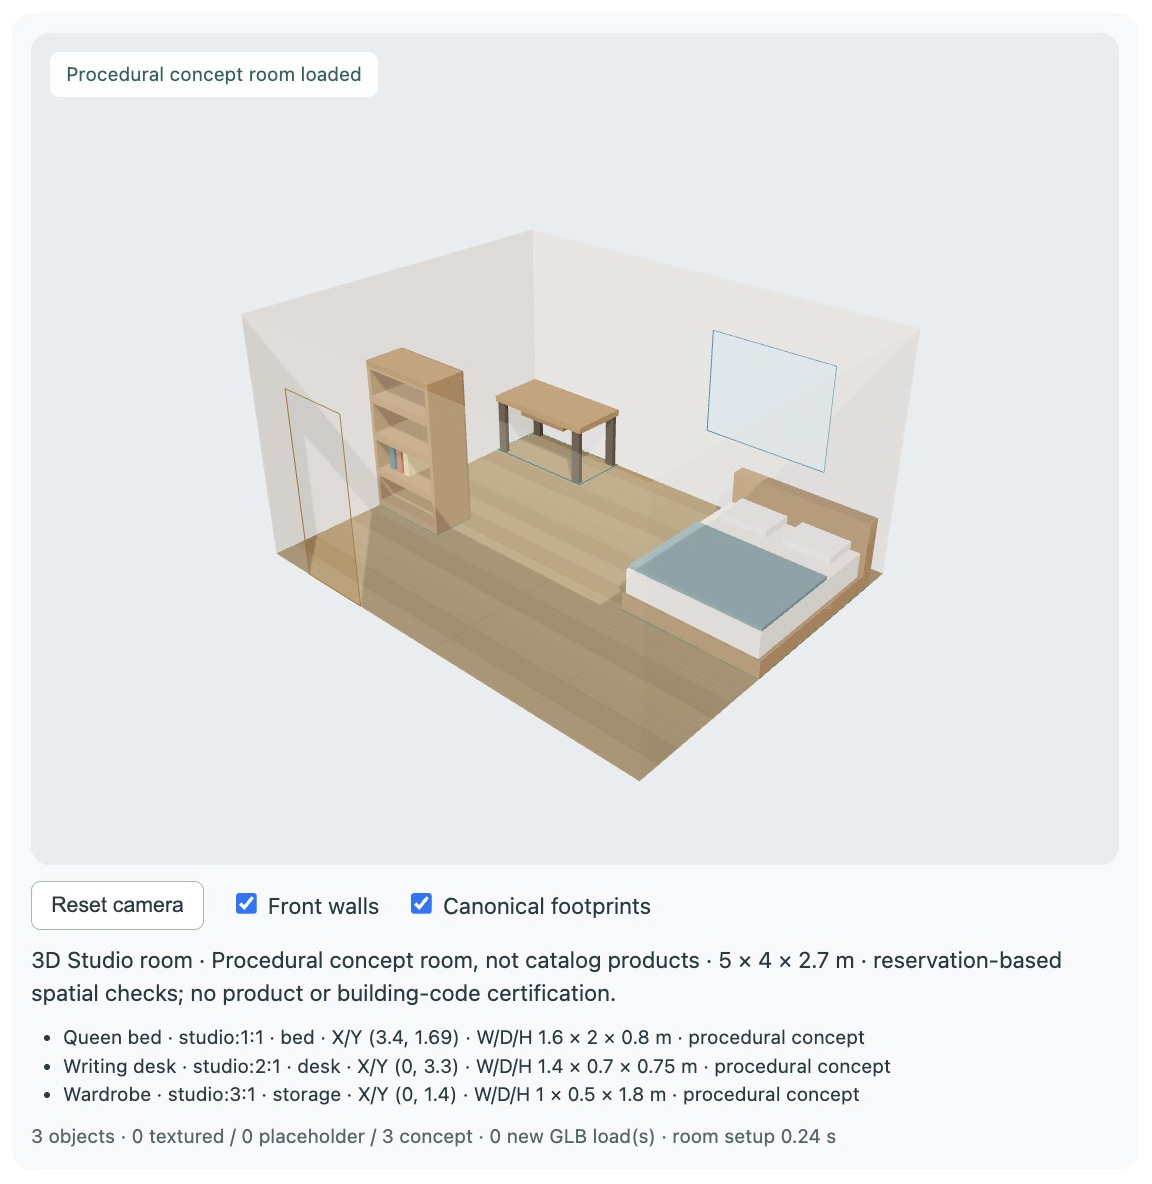 Procedural concept room loaded
Reset camera
Front walls
Canonical footprints
3D Studio room · Procedural concept room, not catalog products · 5 × 4 × 2.7 m · reservation-based
spatial checks; no product or building-code certification.
• Queen bed · studio:1:1 · bed · X/Y (3.4, 1.69) · W/D/H 1.6 × 2 × 0.8 m · procedural concept
• Writing desk · studio:2:1 · desk · X/Y (0, 3.3) · W/D/H 1.4 × 0.7 × 0.75 m · procedural concept
• Wardrobe · studio:3:1 · storage · X/Y (0, 1.4) · W/D/H 1 × 0.5 × 1.8 m · procedural concept
3 objects · 0 textured / 0 placeholder / 3 concept · 0 new GLB load(s) · room setup 0.24 s